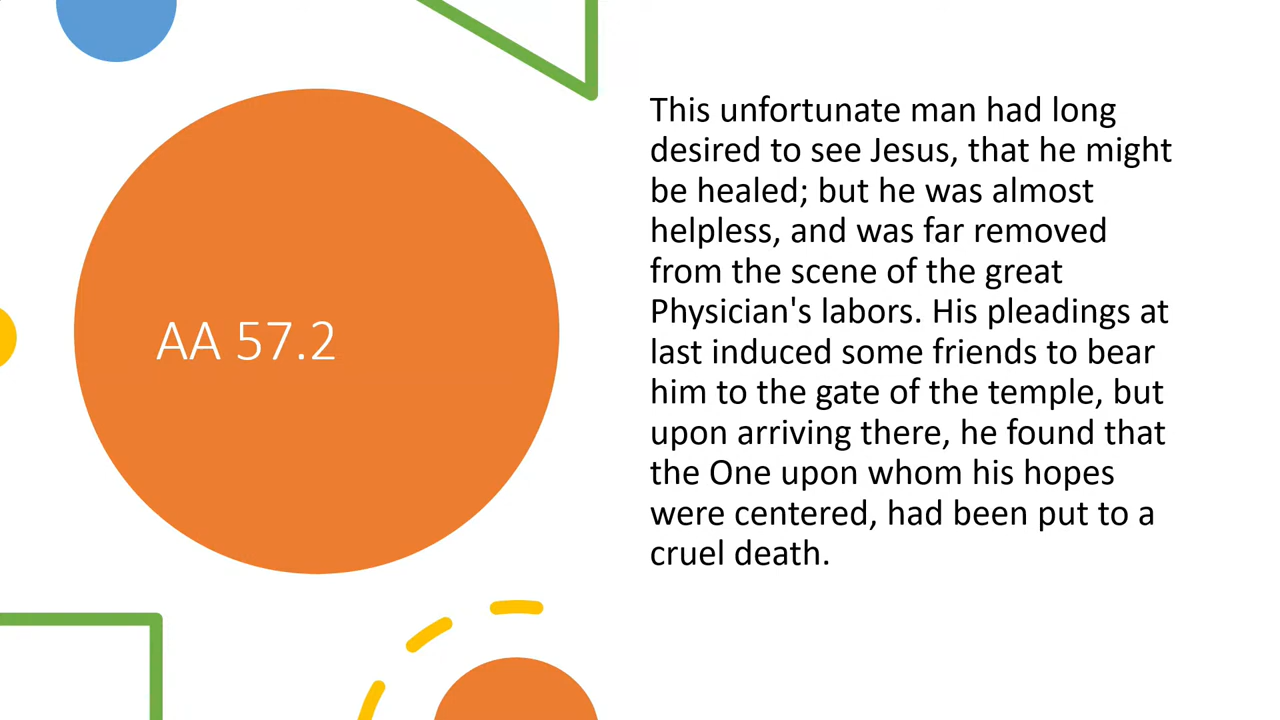 AA 57.2
This unfortunate man had long
desired to see Jesus, that he might
be healed; but he was almost
helpless, and was far removed
from the scene of the great
Physician's labors. His pleadings at
last induced some friends to bear
him to the gate of the temple, but
upon arriving there, he found that
the One upon whom his hopes
were centered, had been put to a
cruel death.